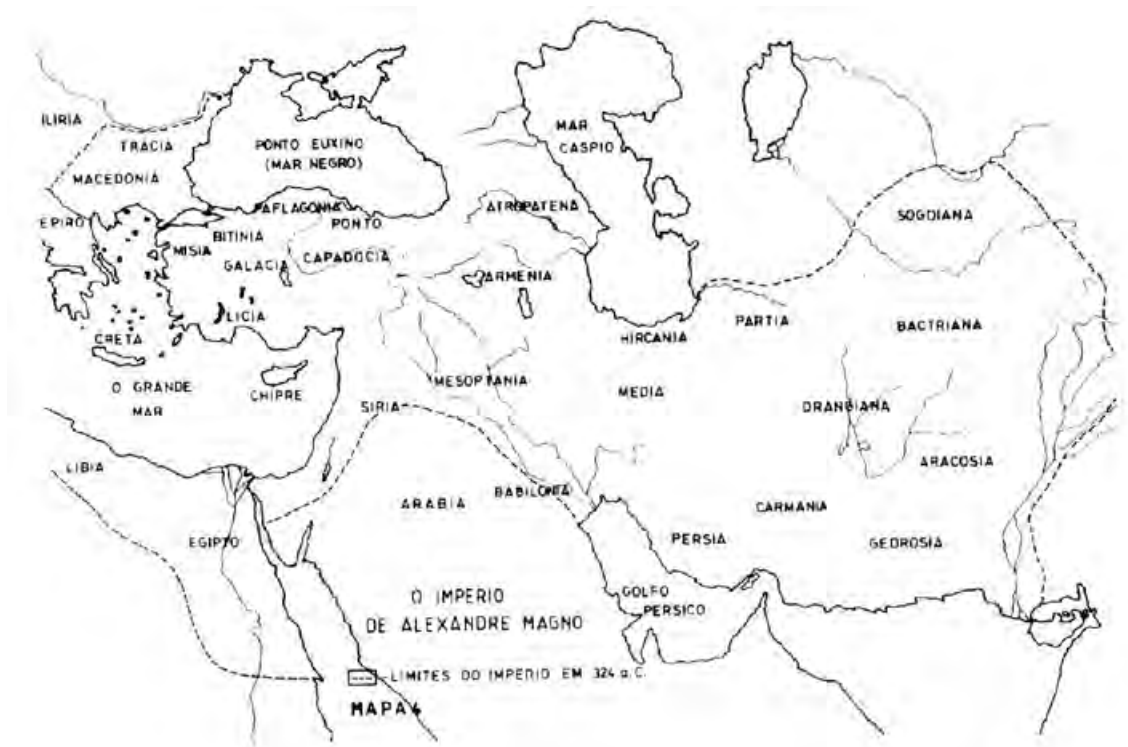 ILIRIA
TRACIA
MACEDONIA
EPIRO
PONTO EUXINO
(MAR NEGRO)
PAFLAGONIA
BITINIA
PONTO
MISIA
GALACIA
CAPADOCIA
LICIA
CRETA
O GRANDE
MAR
CHIPRE
MAR
CASPIO
ATROPATENA
ARMENIA
HIRCANIA
PARTIA
SOGDIANA
BACTRIANA
MESOPTANIA
MEDIA
DRANGIANA
SIRIA
ARACOSIA
LIBIA
BABILONIA
ARABIA
CARMANIA
EGIPTO
PERSIA
GEDROSIA
GOLFO
PERSICO
O IMPERIO
DE ALEXANDRE MAGNO
LIMITES DO IMPERIO EM 324 a.C.
MAPA 4